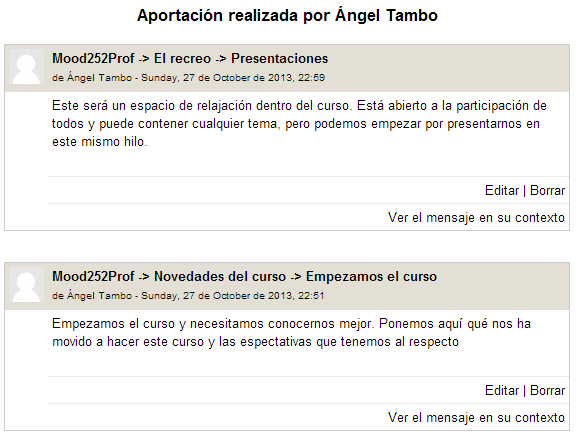 Aportación realizada por Ángel Tambo
Mood252Prof -> El recreo -> Presentaciones
de Ángel Tambo - Sunday, 27 de October de 2013, 22:59
Este será un espacio de relajación dentro del curso. Está abierto a la participación de
todos y puede contener cualquier tema, pero podemos empezar por presentarnos en
este mismo hilo.
Editar | Borrar
Ver el mensaje en su contexto
Mood252Prof -> Novedades del curso -> Empezamos el curso
de Ángel Tambo - Sunday, 27 de October de 2013, 22:51
Empezamos el curso y necesitamos conocernos mejor. Ponemos aquí qué nos ha
movido a hacer este curso y las espectativas que tenemos al respecto
Editar | Borrar
Ver el mensaje en su contexto